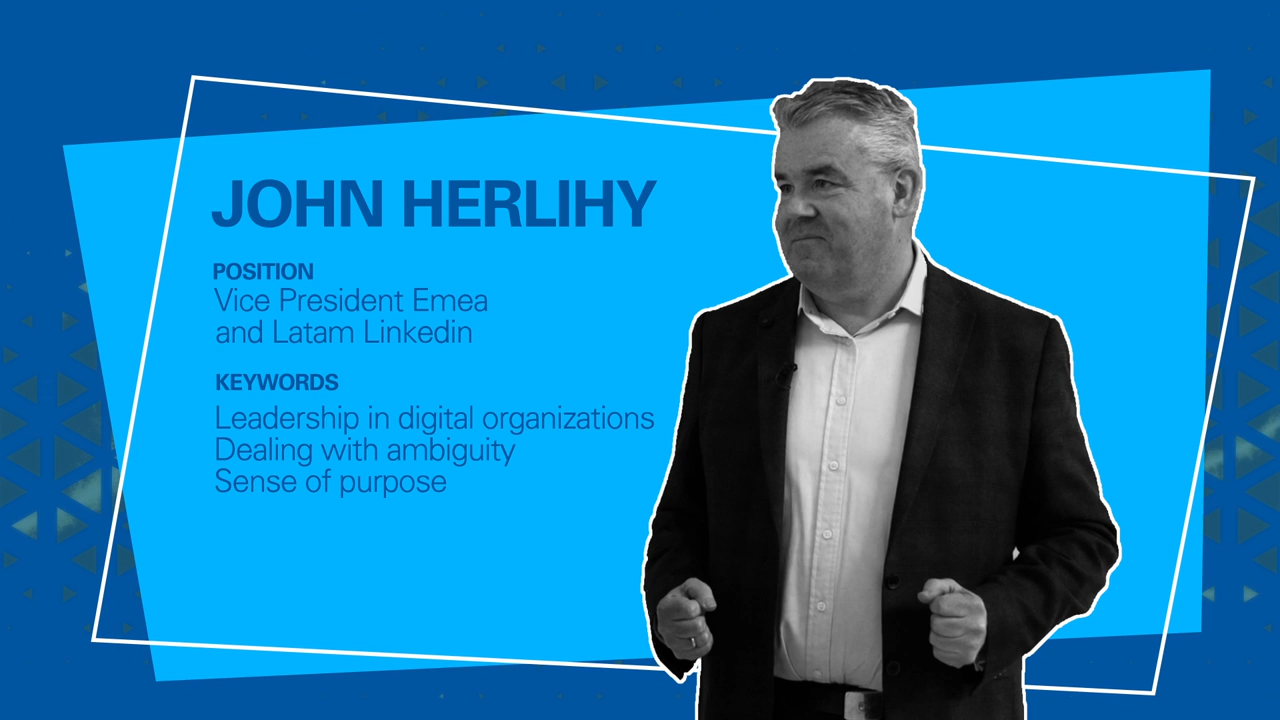 JOHN HERLIHY
POSITION
Vice President Emea
and Latam Linkedin
KEYWORDS
Leadership in digital organizations
Dealing with ambiguity
Sense of purpose